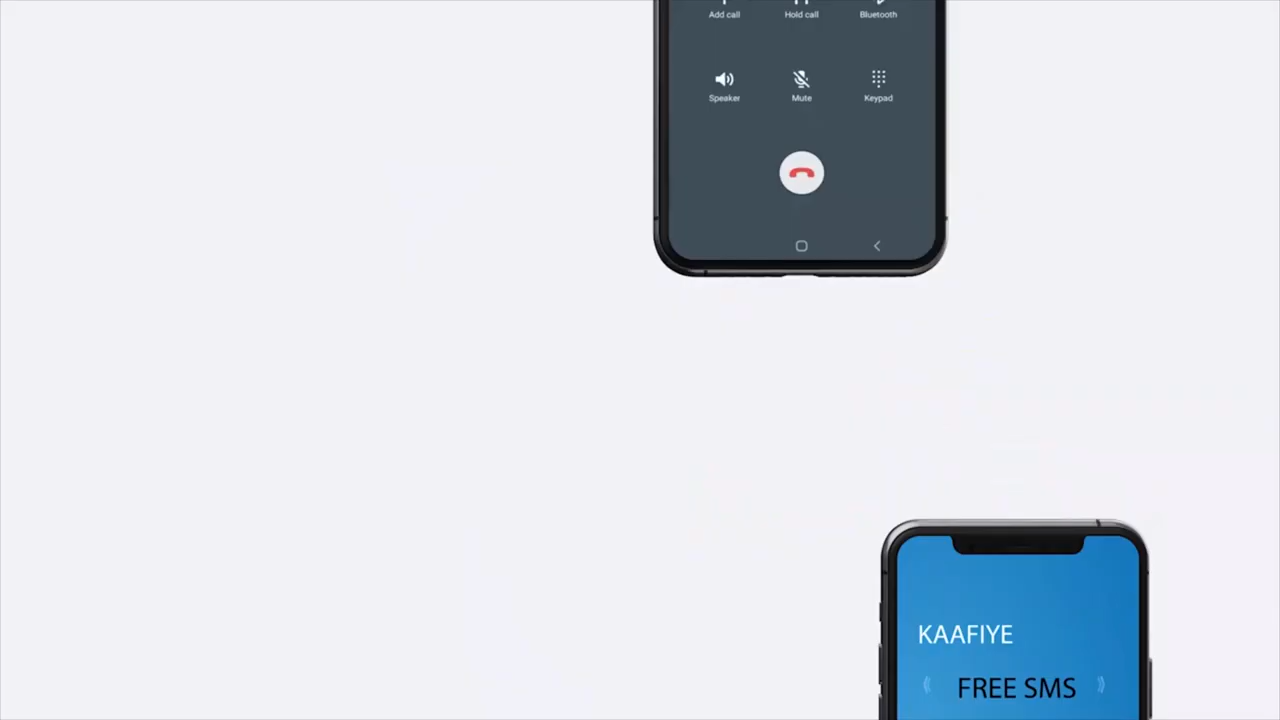 Add call Hold call Bluetooth
Speaker Mute Keypad
KAAFIYE
FREE SMS